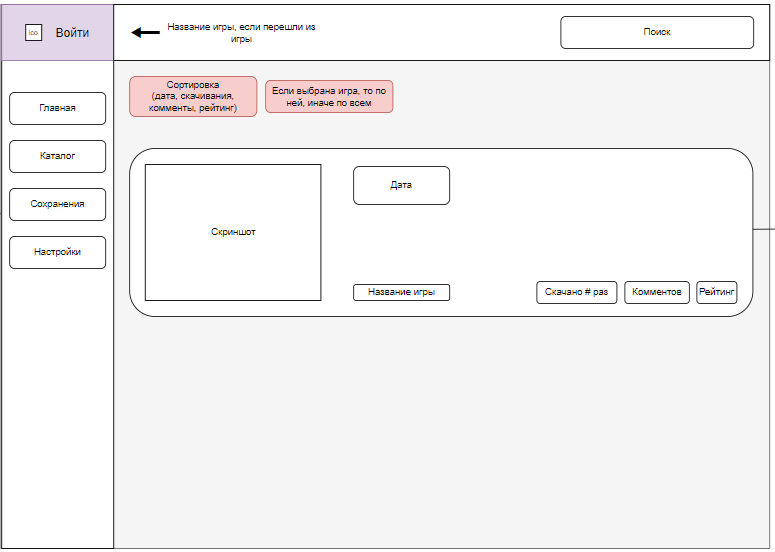 ico
Войти
Название игры, если перешли из
игры
Поиск
Главная
Каталог
Сохранения
Настройки
Сортировка
(дата, скачивания,
комменты, рейтинг)
Если выбрана игра, то по
ней, иначе по всем
Скриншот
Дата
Название игры
Скачано # раз
Комментов
Рейтинг